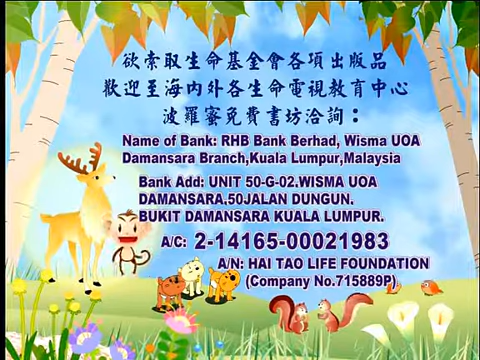 欲索取生命基金會各項出版品
歡迎至海內外各生命電視教育中心
波羅蜜免費書坊洽詢：
Name of Bank: RHB Bank Berhad, Wisma UOA
Damansara Branch,Kuala Lumpur,Malaysia
Bank Add: UNIT 50-G-02.WISMA UOA
DAMANSARA.50JALAN DUNGUN.
BUKIT DAMANSARA KUALA LUMPUR.
A/C: 2-14165-00021983
A/N: HAI TAO LIFE FOUNDATION
(Company No.715889P)